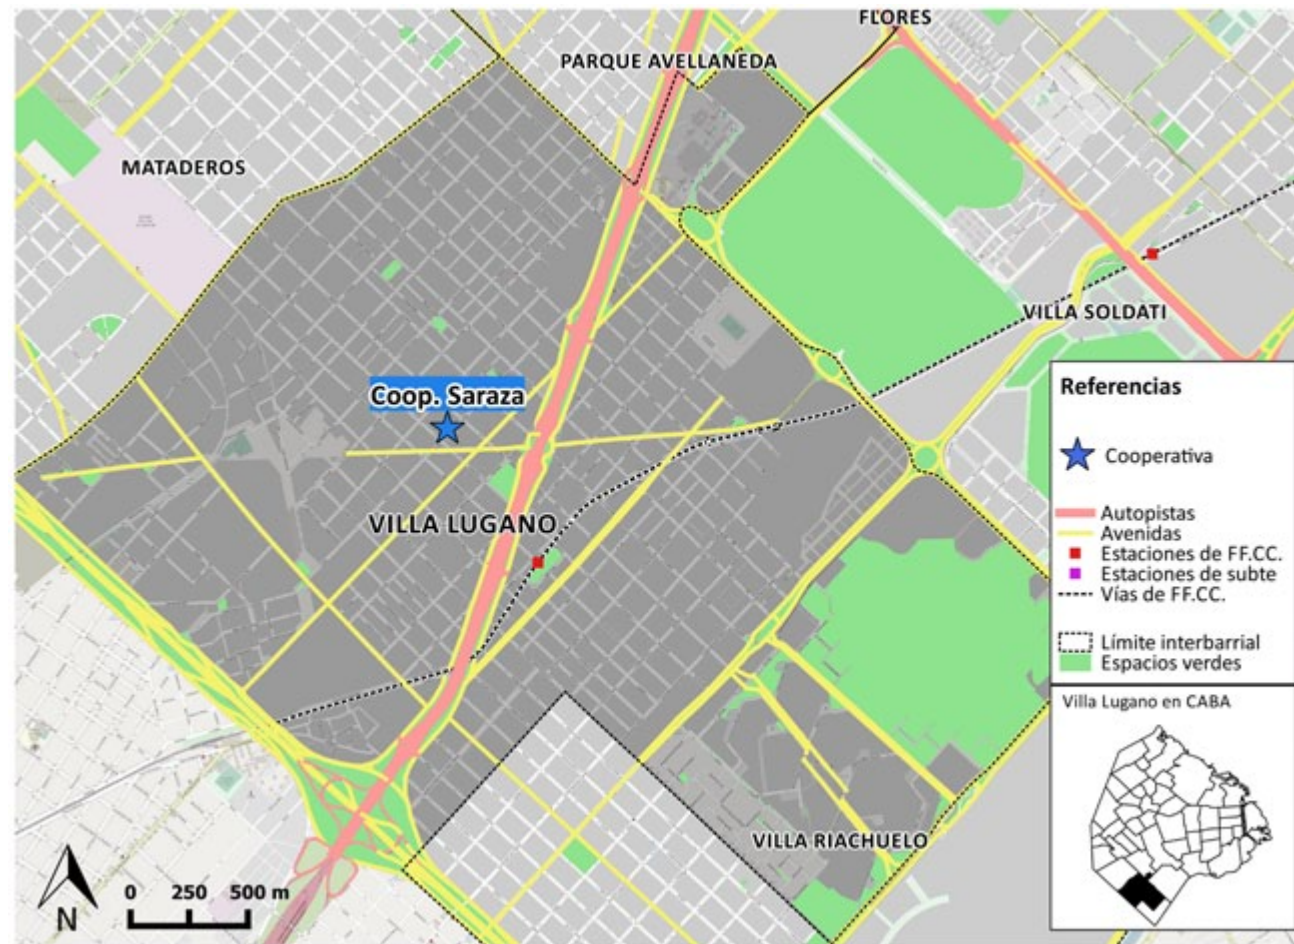 FLORES
PARQUE AVELLANEDA
MATADEROS
VILLA SOLDATI
Coop. Saraza
VILLA LUGANO
VILLA RIACHUELO
0 250 500 m
N
Referencias
Cooperativa
Autopistas
Avenidas
Estaciones de FF.CC.
Estaciones de subte
Vías de FF.CC.
Límite interbarrial
Espacios verdes
Villa Lugano en CABA